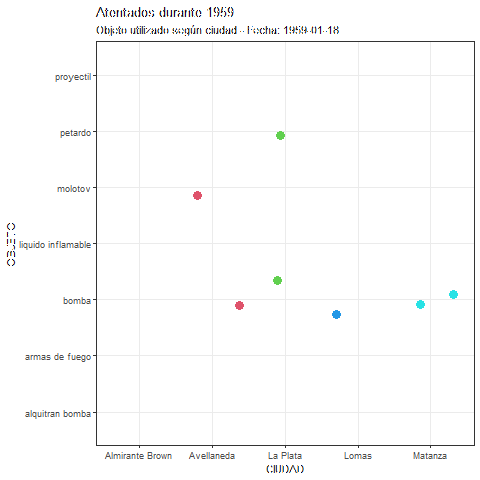 Atentados durante 1959
Objeto utilizado según ciudad - Fecha: 1959-01-18
proyectil
petardo
molotov
liquido inflamable
bomba
armas de fuego
alquitran bomba
OBJETO
Almirante Brown
Avellaneda
La Plata
Lomas
Matanza
CIUDAD